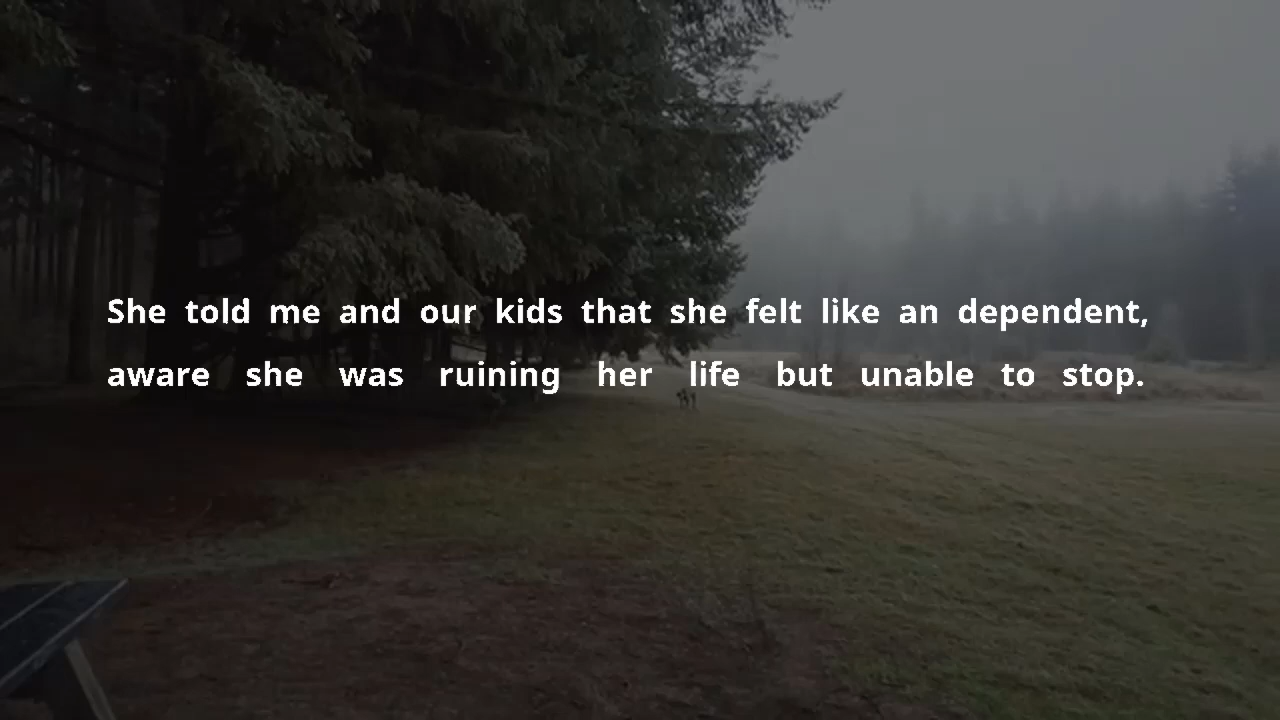 She told me and our kids that she felt like an dependent,
aware she was ruining her life but unable to stop.